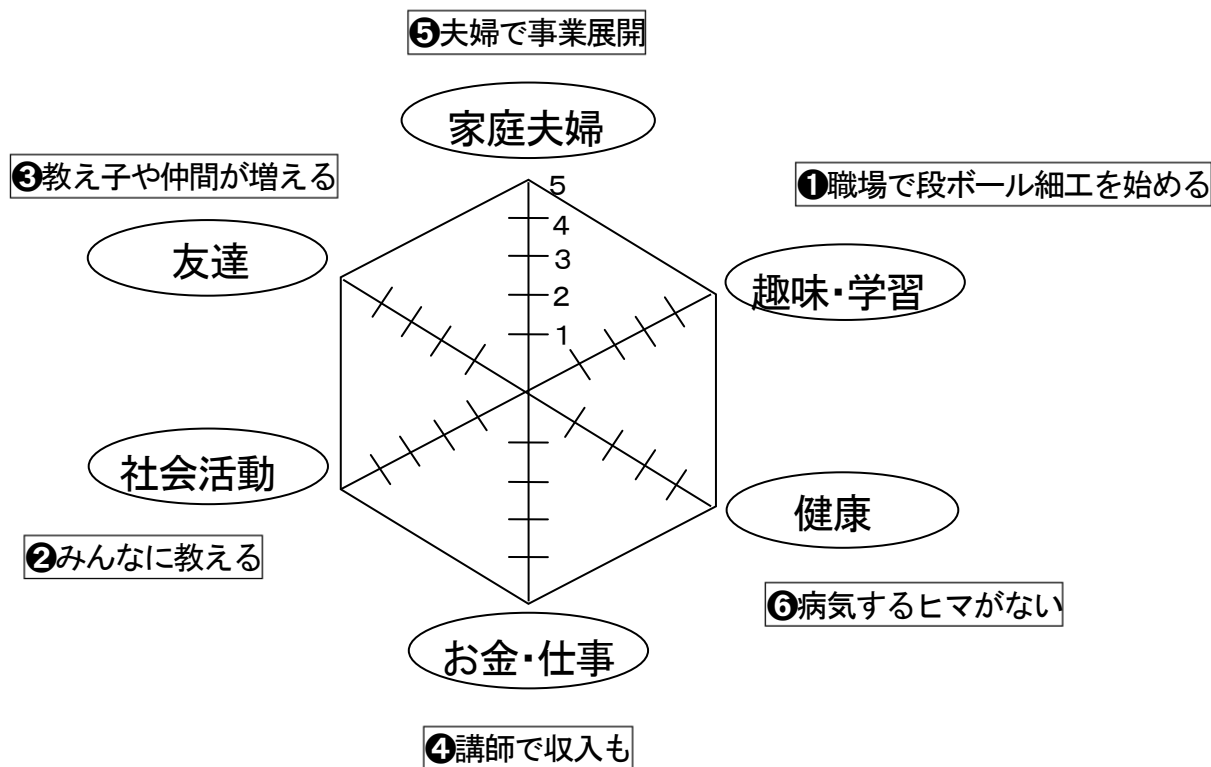 ❺夫婦で事業展開
家庭夫婦
❸教え子や仲間が増える
❶職場で段ボール細工を始める
5
4
3
2
1
友達
趣味・学習
社会活動
健康
❷みんなに教える
❻病気するヒマがない
お金・仕事
❹講師で収入も